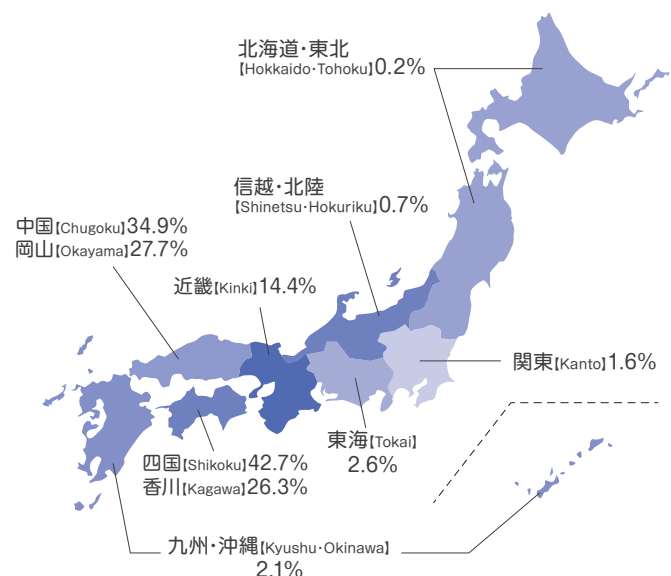 北海道・東北
【Hokkaido・Tohoku】0.2%
信越・北陸
【Shinetsu・Hokuriku】0.7%
中国【Chugoku】34.9%
岡山【Okayama】27.7%
近畿【Kinki】14.4%
関東【Kanto】1.6%
東海【Tokai】
2.6%
四国【Shikoku】42.7%
香川【Kagawa】26.3%
九州・沖縄【Kyushu・Okinawa】
2.1%